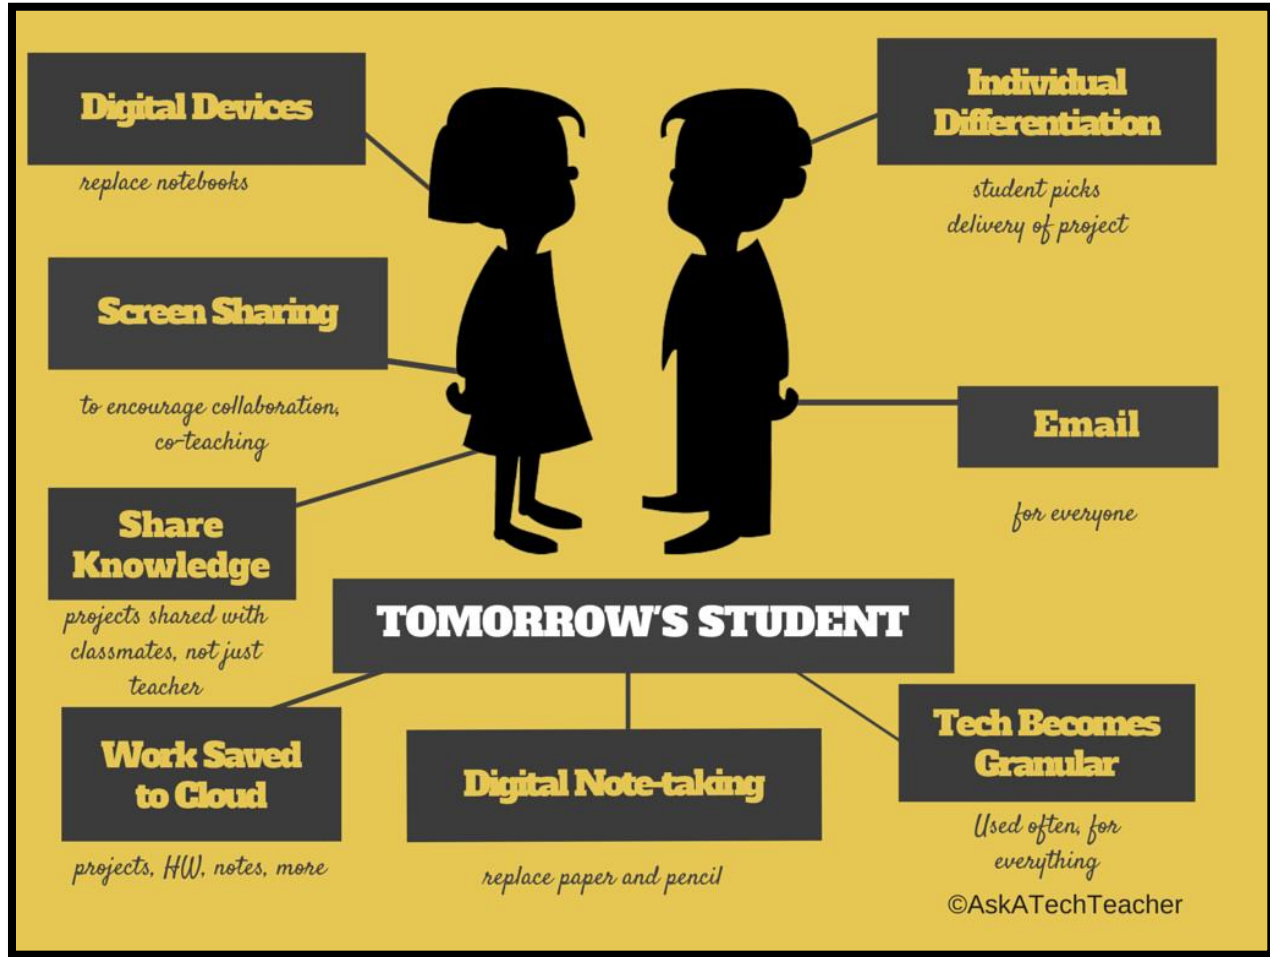 Digital Devices
replace notebooks
Individual
Differentiation
student picks
delivery of project
Screen Sharing
to encourage collaboration,
co-teaching
Email
for everyone
Share
Knowledge
projects shared with
classmates, not just
teacher
TOMORROW'S STUDENT
Work Saved
to Cloud
projects, HW, notes, more
Digital Note-taking
replace paper and pencil
Tech Becomes
Granular
Used often, for
everything
©AskATechTeacher